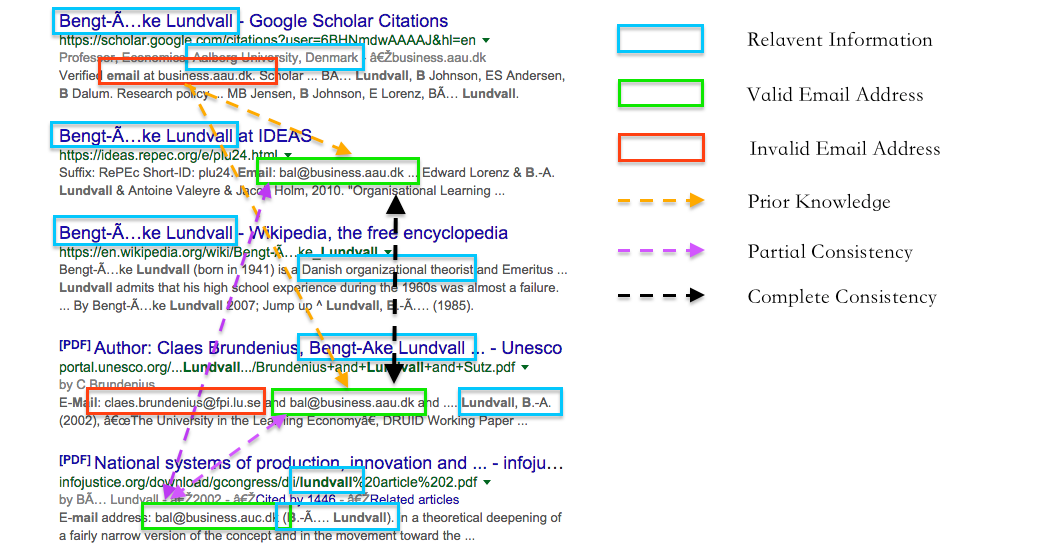 Bengt-Ã…ke Lundvall - Google Scholar Citations
https://scholar.google.com/citations?user=6BHNmdwAAAAJ&hl=en
Professor, Economics, Aalborg University, Denmark - â€Žbusiness.aau.dk
Verified email at business.aau.dk. Scholar ... BÃ... Lundvall, B Johnson, ES Andersen,
B Dalum. Research policy ... MB Jensen, B Johnson, E Lorenz, BÃ... Lundvall.
Bengt-Ã…ke Lundvall at IDEAS
https://ideas.repec.org/e/plu24.html
Suffix: RePEc Short-ID: plu24. Email: bal@business.aau.dk ... Edward Lorenz & B.-A.
Lundvall & Antoine Valeyre & Jacob Holm, 2010. "Organisational Learning ...
Bengt-Ã…ke Lundvall - Wikipedia, the free encyclopedia
https://en.wikipedia.org/wiki/Bengt-Ã…ke_Lundvall
Bengt-Ã…ke Lundvall (born in 1941) is a Danish organizational theorist and Emeritus ...
Lundvall admits that his high school experience during the 1960s was almost a failure.
... By Bengt-Ã…ke Lundvall 2007; Jump up ^ Lundvall, B.-Ã…. (1985).
[PDF] Author: Claes Brundenius, Bengt-Ake Lundvall ... - Unesco
portal.unesco.org/...Lundvall.../Brundenius+and+Lundvall+and+Sutz.pdf
by C Brundenius
E-Mail: claes.brundenius@fpi.lu.se and bal@business.aau.dk and .... Lundvall, B.-A.
(2002), â€œThe University in the Learning Economyâ€, DRUID Working Paper ...
[PDF] National systems of production, innovation and ... - infoju…
infojustice.org/download/gcongress/dii/lundvall%20article%202.pdf
by BÃ… Lundvall - â€Ž2002 - â€ŽCited by 1446 - â€ŽRelated articles
E-mail address: bal@business.auc.dk (B.-Ã…. Lundvall). in a theoretical deepening of
a fairly narrow version of the concept and in the movement toward the ...
Relavent Information
Valid Email Address
Invalid Email Address
Prior Knowledge
Partial Consistency
Complete Consistency